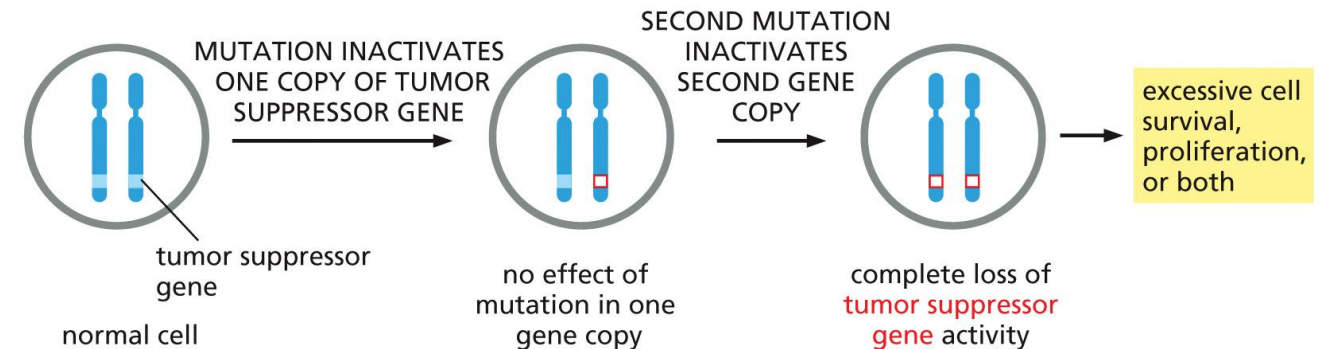 MUTATION INACTIVATES
ONE COPY OF TUMOR
SUPPRESSOR GENE
SECOND MUTATION
INACTIVATES
SECOND GENE
COPY
excessive cell
survival,
proliferation,
or both
tumor suppressor
gene
normal cell
no effect of
mutation in one
gene copy
complete loss of
tumor suppressor
gene activity